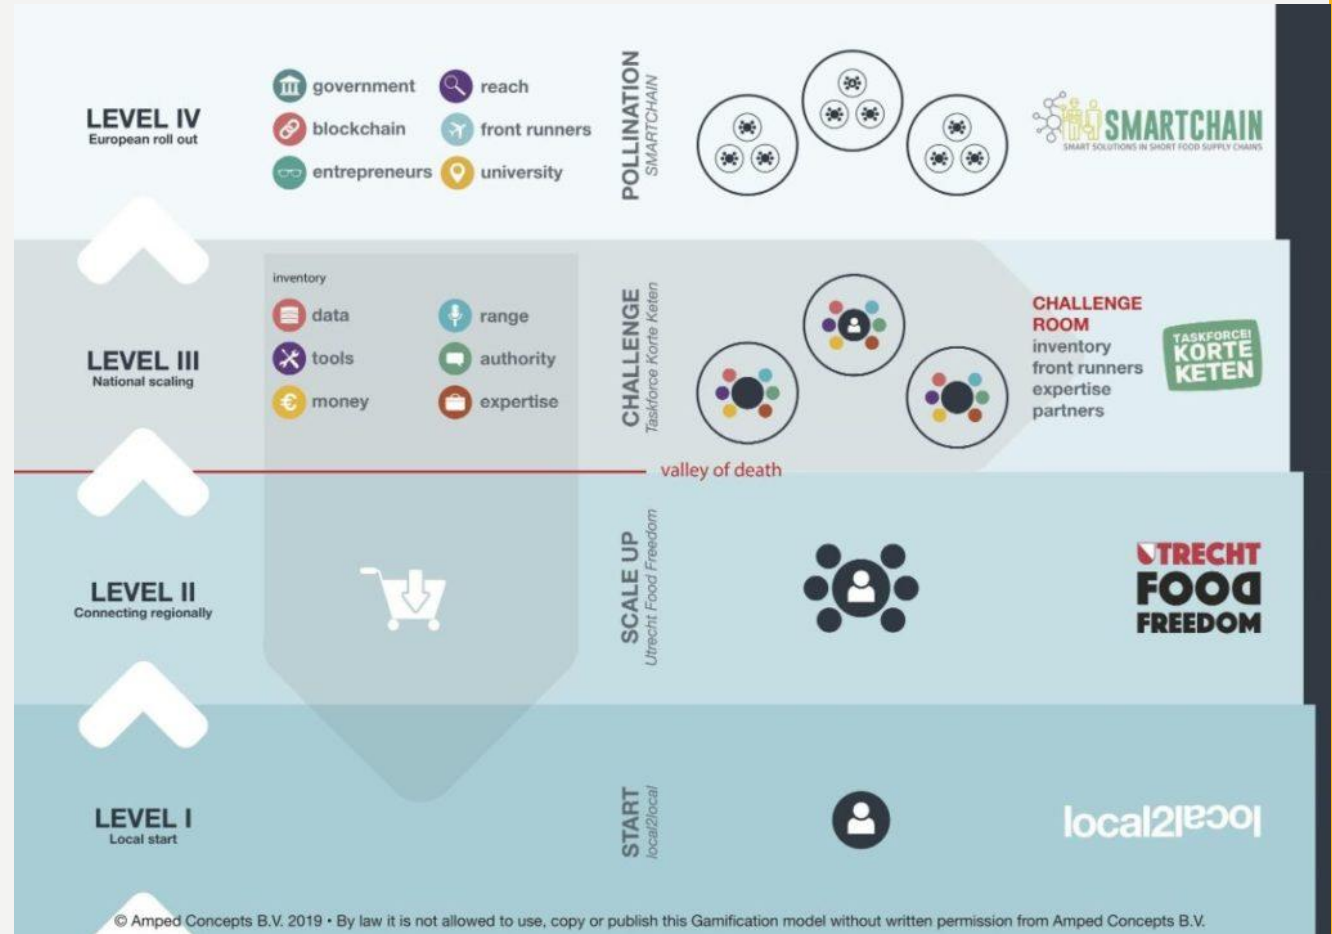 LEVEL IV
European roll out
government
reach
blockchain
front runners
entrepreneurs
university
POLLINATION
SMARTCHAIN
SMARTCHAIN
SMART SOLUTIONS IN SHORT FOOD SUPPLY CHAINS
LEVEL III
National scaling
inventory
data
range
tools
authority
money
expertise
CHALLENGE
Taskforce Korte Keten
CHALLENGE
ROOM
inventory
front runners
expertise
partners
TASKFORCE!
KORTE
KETEN
valley of death
LEVEL II
Connecting regionally
SCALE UP
Utrecht Food Freedom
UTRECHT
FOOD
FREEDOM
LEVEL I
Local start
START
local2local
local2local
© Amped Concepts B.V. 2019 • By law it is not allowed to use, copy or publish this Gamification model without written permission from Amped Concepts B.V.